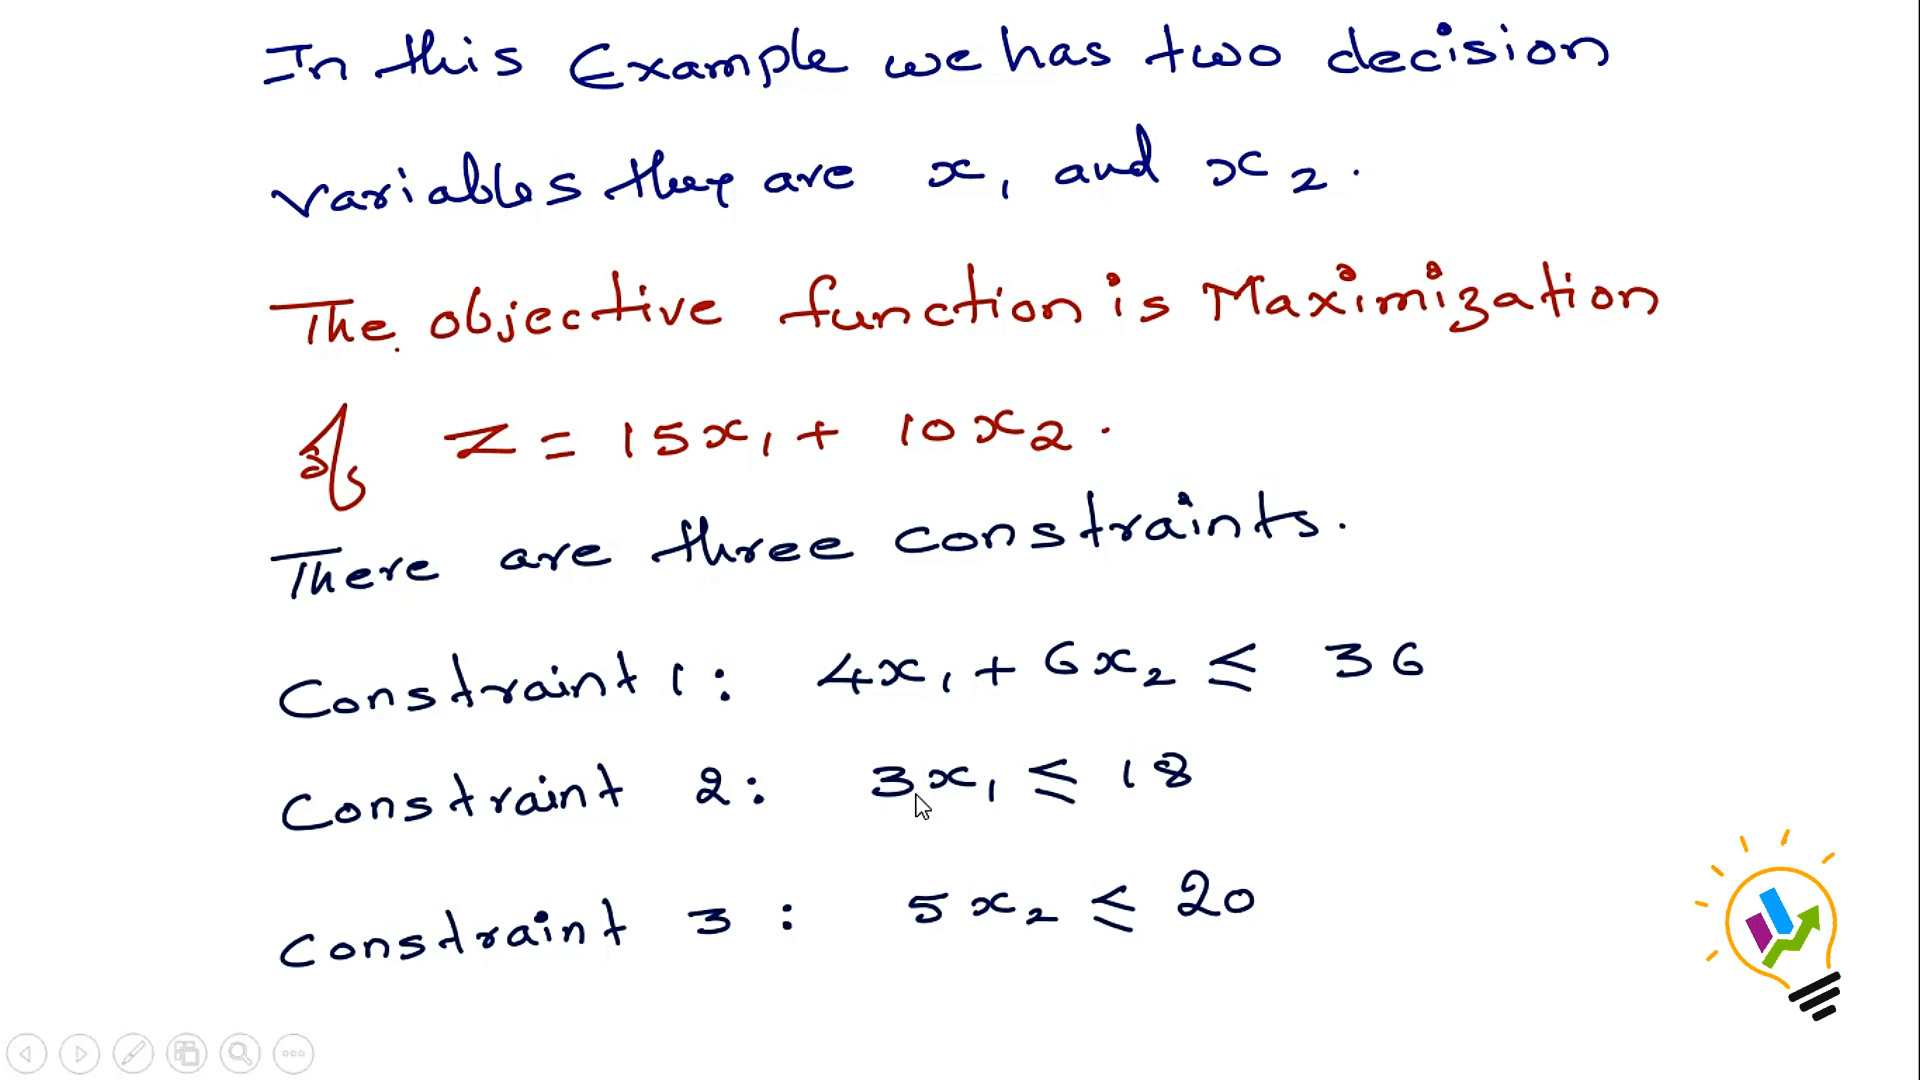 In this Example we has two decision
variables they are x₁ and x₂.
The objective function is Maximization
of Z = 15x₁ + 10x₂.
There are three constraints.
Constraint 1: 4x₁ + 6x₂ ≤ 36
Constraint 2: 3x₁ ≤ 18
Constraint 3: 5x₂ ≤ 20